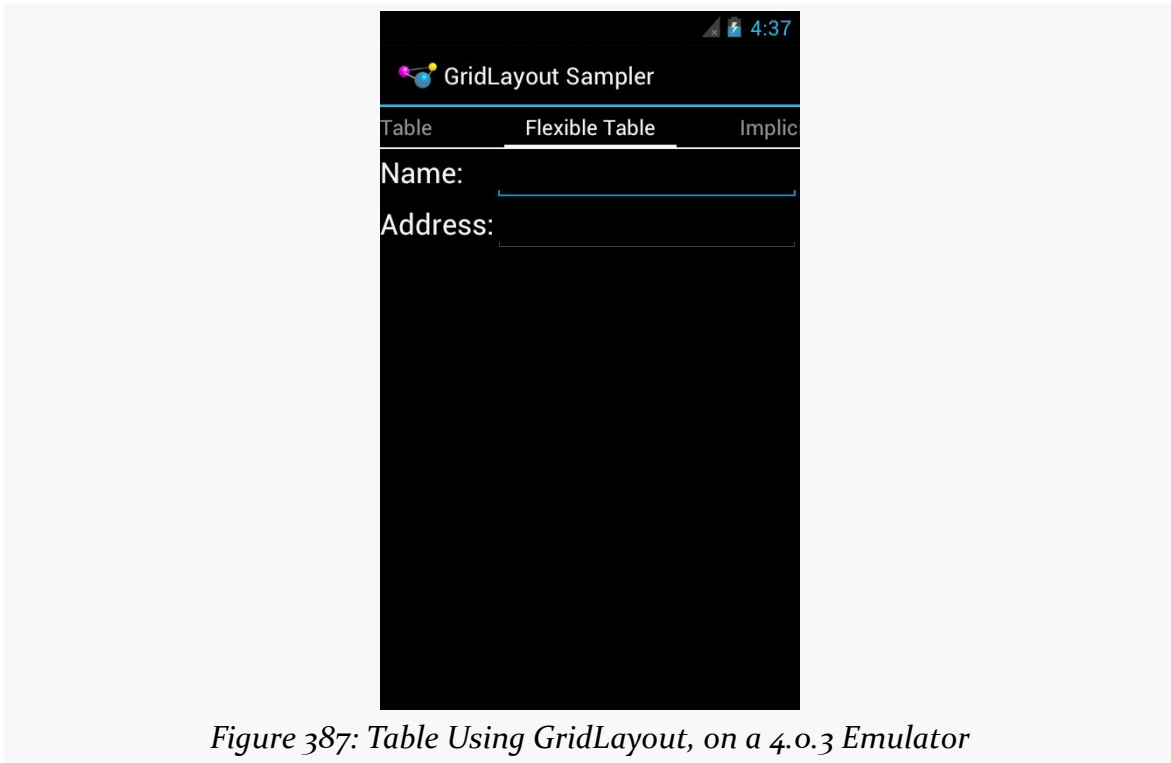 4:37
GridLayout Sampler
Table Flexible Table Implici
Name:
Address:
Figure 387: Table Using GridLayout, on a 4.0.3 Emulator